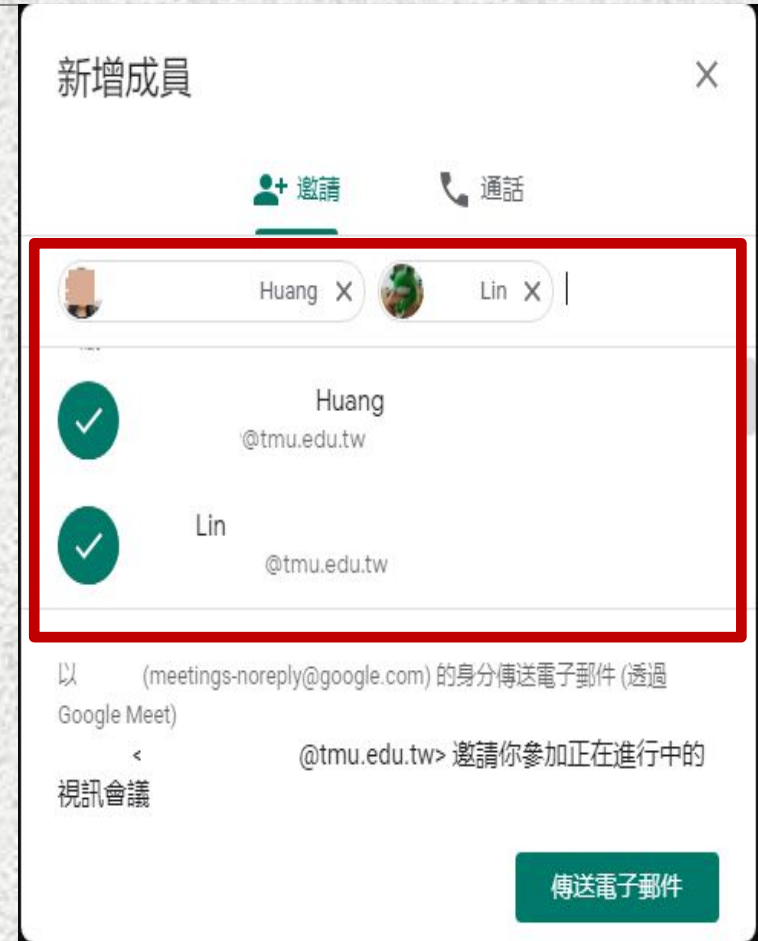 新增成員
邀請 通話
Huang Lin
Huang
@tmu.edu.tw
Lin
@tmu.edu.tw
以 (meetings-noreply@google.com) 的身分傳送電子郵件 (透過
Google Meet)
< @tmu.edu.tw> 邀請你參加正在進行中的
視訊會議
傳送電子郵件